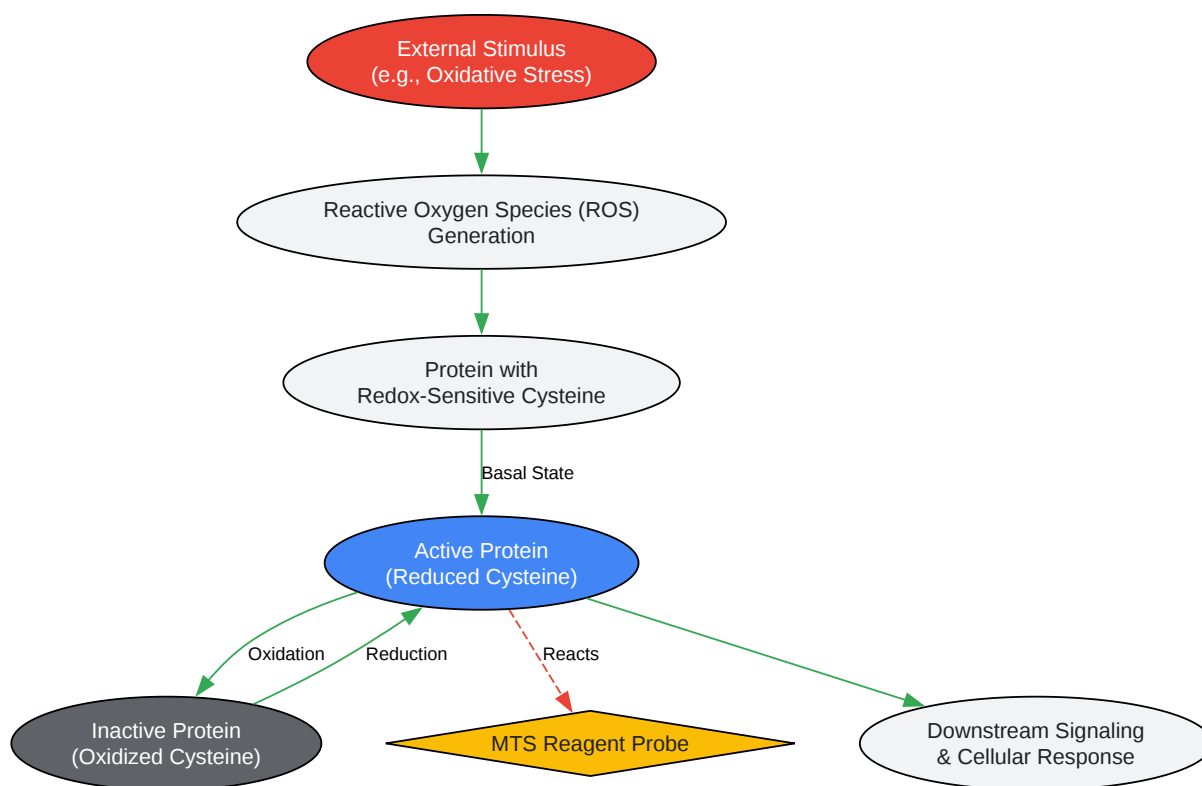 External Stimulus
(e.g., Oxidative Stress)
Reactive Oxygen Species (ROS)
Generation
Protein with
Redox-Sensitive Cysteine
Basal State
Active Protein
(Reduced Cysteine)
Oxidation
Reduction
Reacts
Inactive Protein
(Oxidized Cysteine)
MTS Reagent Probe
Downstream Signaling
& Cellular Response